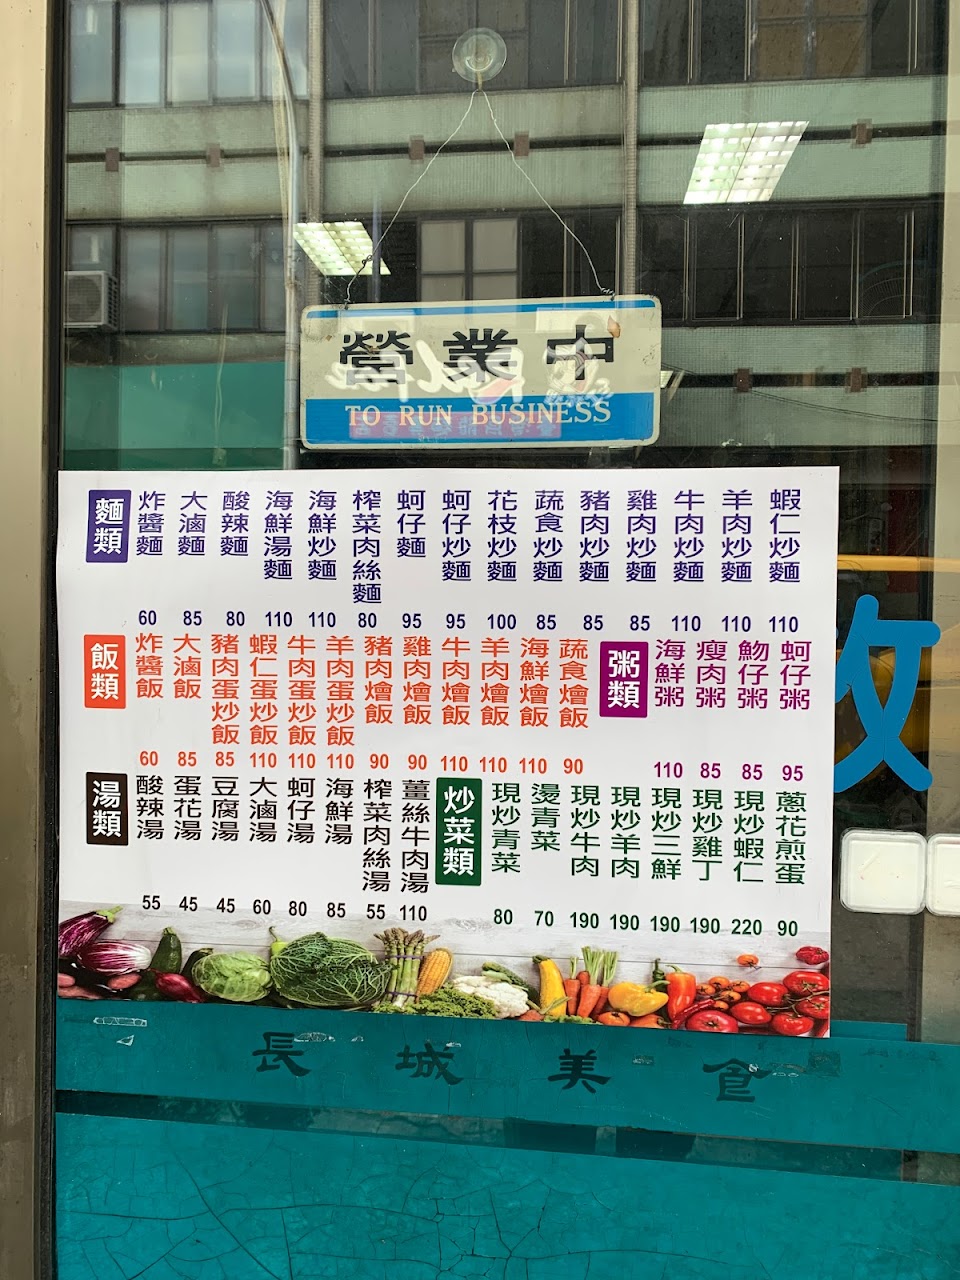 營業中
TO RUN BUSINESS
麵類
炸醬麵 60
大滷麵 85
酸辣麵 80
海鮮湯麵 110
海鮮炒麵 110
榨菜肉絲麵 80
蚵仔麵 95
蚵仔炒麵 95
花枝炒麵 100
蔬食炒麵 85
豬肉炒麵 85
雞肉炒麵 85
牛肉炒麵 110
羊肉炒麵 110
蝦仁炒麵 110
飯類
炸醬飯 60
大滷飯 85
豬肉蛋炒飯 85
蝦仁蛋炒飯 110
牛肉蛋炒飯 110
羊肉蛋炒飯 110
豬肉燴飯 90
雞肉燴飯 90
牛肉燴飯 110
羊肉燴飯 110
海鮮燴飯 110
蔬食燴飯 90
粥類
海鮮粥 110
瘦肉粥 85
魩仔粥 85
蚵仔粥 95
湯類
酸辣湯 55
蛋花湯 45
豆腐湯 45
大滷湯 60
蚵仔湯 80
海鮮湯 85
榨菜肉絲湯 55
薑絲牛肉湯 110
炒菜類
現炒青菜 80
燙青菜 70
現炒牛肉 190
現炒羊肉 190
現炒三鮮 190
現炒雞丁 190
現炒蝦仁 220
蔥花煎蛋 90
長城美食